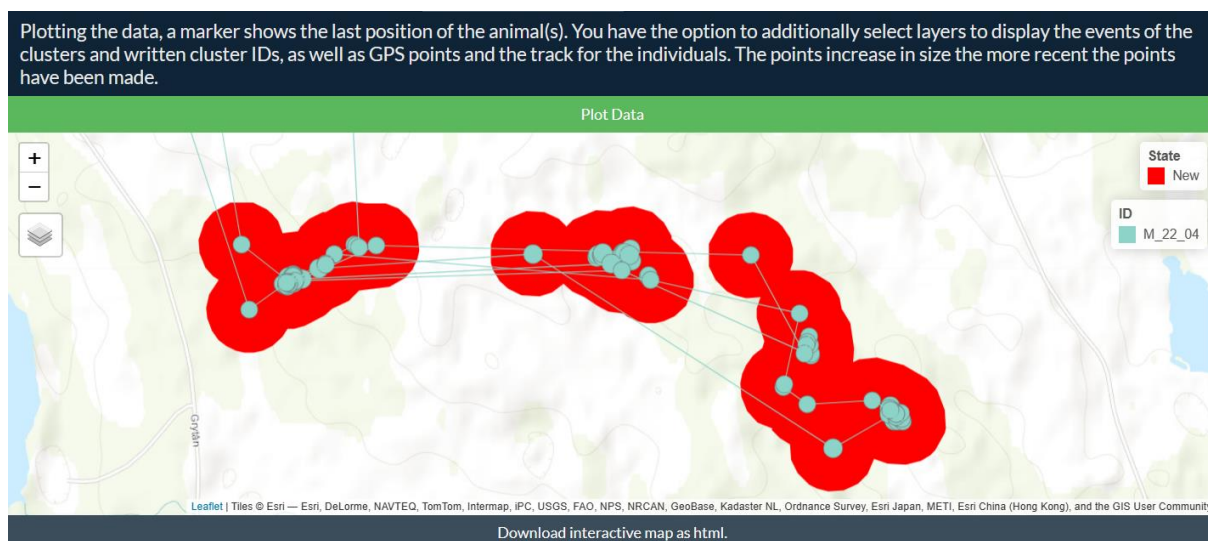 Plotting the data, a marker shows the last position of the animal(s). You have the option to additionally select layers to display the events of the
clusters and written cluster IDs, as well as GPS points and the track for the individuals. The points increase in size the more recent the points
have been made.
Plot Data
+
−
State
New
ID
M_22_04
Grytån
Leaflet | Tiles © Esri — Esri, DeLorme, NAVTEQ, TomTom, Intermap, iPC, USGS, FAO, NPS, NRCAN, GeoBase, Kadaster NL, Ordnance Survey, Esri Japan, METI, Esri China (Hong Kong), and the GIS User Community
Download interactive map as html.